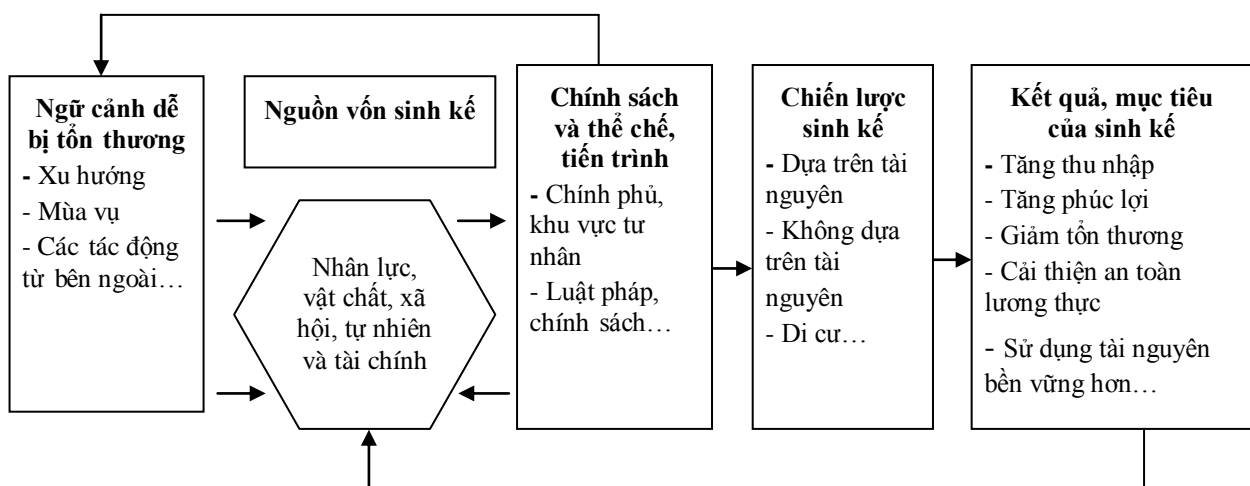 Ngữ cảnh dễ
bị tổn thương
- Xu hướng
- Mùa vụ
- Các tác động
từ bên ngoài…
Nguồn vốn sinh kế
Nhân lực,
vật chất, xã
hội, tự nhiên
và tài chính
Chính sách
và thể chế,
tiến trình
- Chính phủ,
khu vực tư
nhân
- Luật pháp,
chính sách…
Chiến lược
sinh kế
- Dựa trên tài
nguyên
- Không dựa
trên tài
nguyên
- Di cư…
Kết quả, mục tiêu
của sinh kế
- Tăng thu nhập
- Tăng phúc lợi
- Giảm tổn thương
- Cải thiện an toàn
lương thực
- Sử dụng tài nguyên
bền vững hơn…